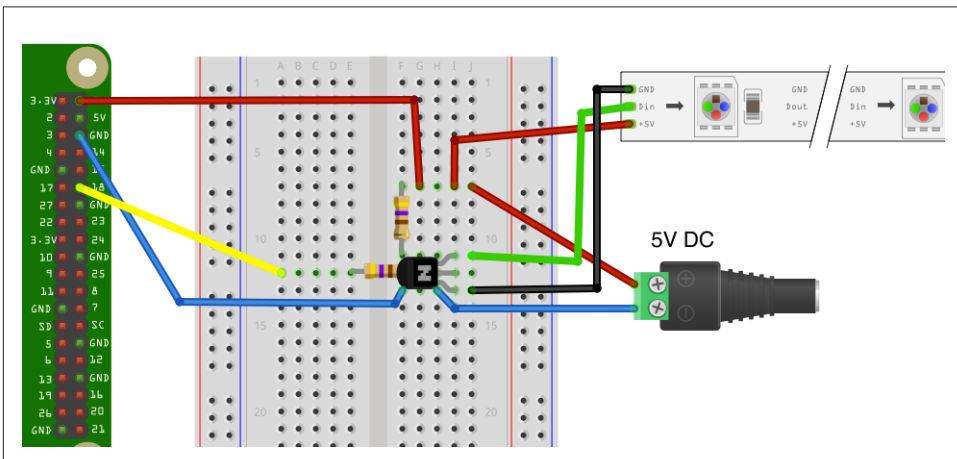 3.3V
2 5V
3 GND
4 14
GND
17 18
27 GND
22 23
3.3V 24
10 GND
9 25
11 8
GND 7
SD SC
5 GND
6 12
13 GND
19 16
26 20
GND 21
A B C D E F G H I J
1 1
5 5
10 10
15 15
20 20
GND GND GND
Din Dout Din
+5V +5V +5V
5V DC